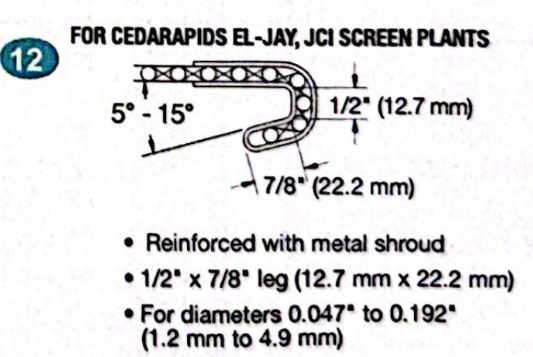 FOR CEDARAPIDS EL-JAY, JCI SCREEN PLANTS
12
5° - 15°
1/2" (12.7 mm)
7/8" (22.2 mm)
• Reinforced with metal shroud
• 1/2" x 7/8" leg (12.7 mm x 22.2 mm)
• For diameters 0.047" to 0.192"
(1.2 mm to 4.9 mm)